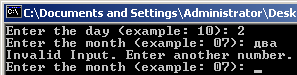 C:\Documents and Settings\Administrator\Desk
Enter the day (example: 10): 2
Enter the month (example: 07): два
Invalid Input. Enter another number.
Enter the month (example: 07): _